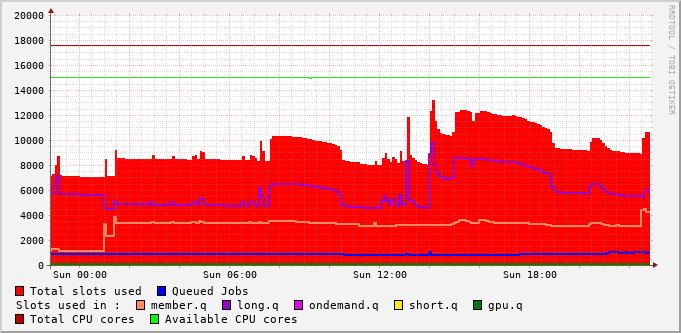 20000
18000
16000
14000
12000
10000
8000
6000
4000
2000
0
Sun 00:00 Sun 06:00 Sun 12:00 Sun 18:00
RRDTOOL / TOBI OETIKER
Total slots used Queued Jobs
Slots used in : member.q long.q ondemand.q short.q gpu.q
Total CPU cores Available CPU cores